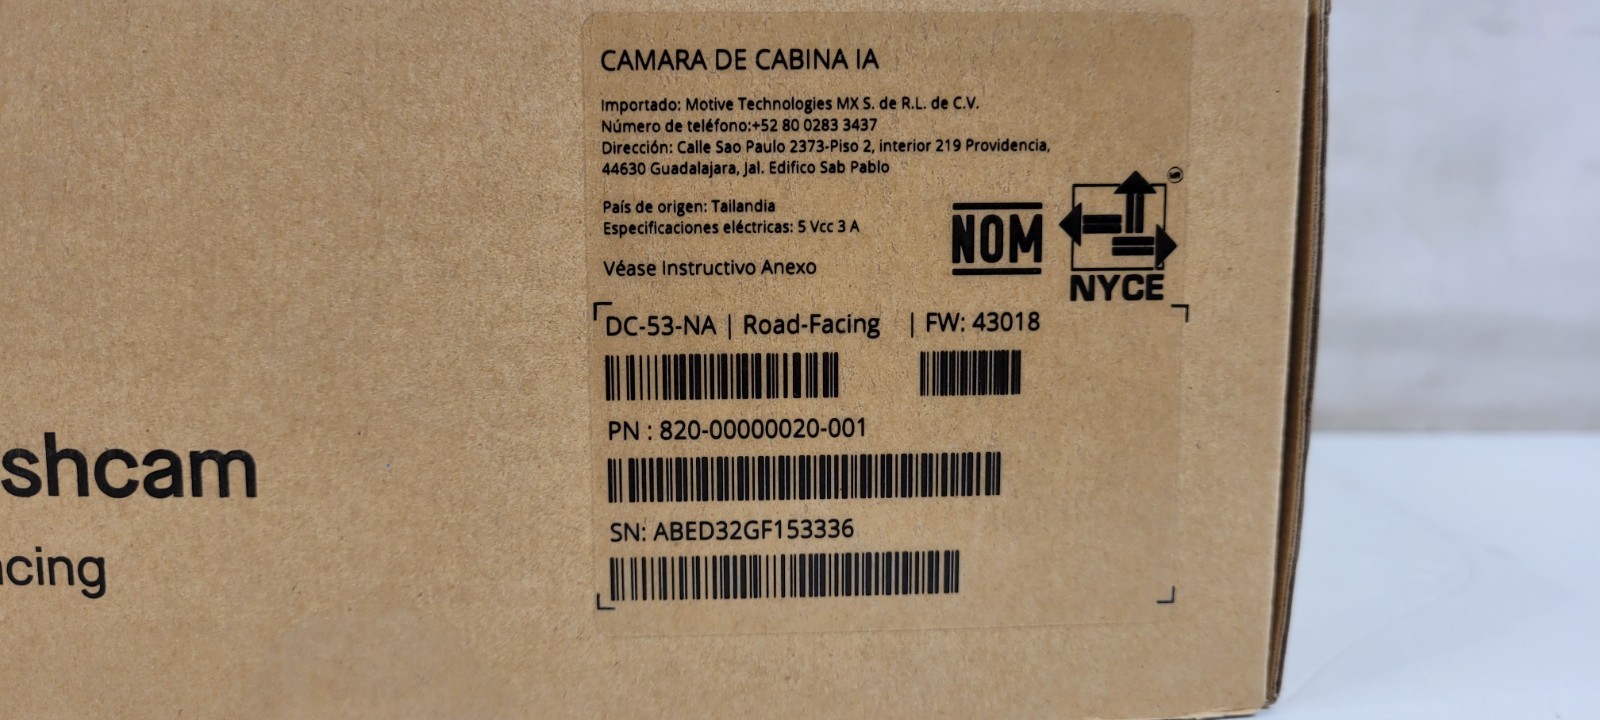 CAMARA DE CABINA IA
Importado: Motive Technologies MX S. de R.L. de C.V.
Número de teléfono:+52 80 0283 3437
Dirección: Calle Sao Paulo 2373-Piso 2, interior 219 Providencia,
44630 Guadalajara, Jal. Edifico Sab Pablo
País de origen: Tailandia
Especificaciones eléctricas: 5 Vcc 3 A
Véase Instructivo Anexo
NOM
NYCE
DC-53-NA | Road-Facing | FW: 43018
PN : 820-00000020-001
SN: ABED32GF153336
shcam
cing